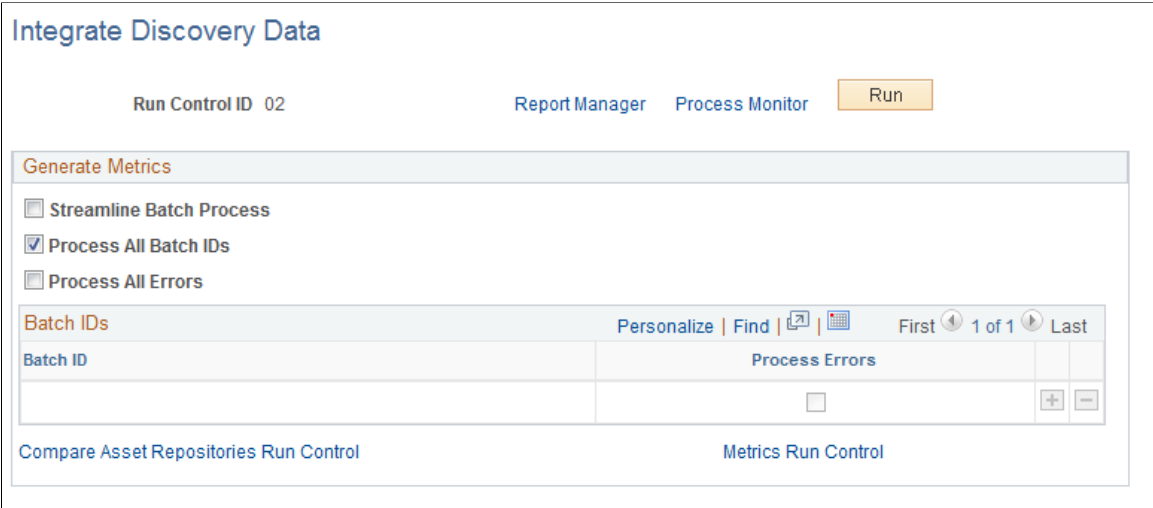 Integrate Discovery Data
Run Control ID 02 Report Manager Process Monitor Run
Generate Metrics
Streamline Batch Process
Process All Batch IDs
Process All Errors
Batch IDs Personalize | Find | | First 1 of 1 Last
Batch ID Process Errors
Compare Asset Repositories Run Control Metrics Run Control